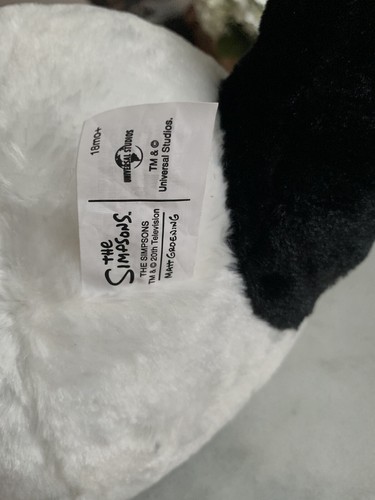 18mo+
UNIVERSAL STUDIOS
TM & ©
Universal Studios.
THE
SIMPSONS.
THE SIMPSONS
TM & © 20th Television
MATT GROENING